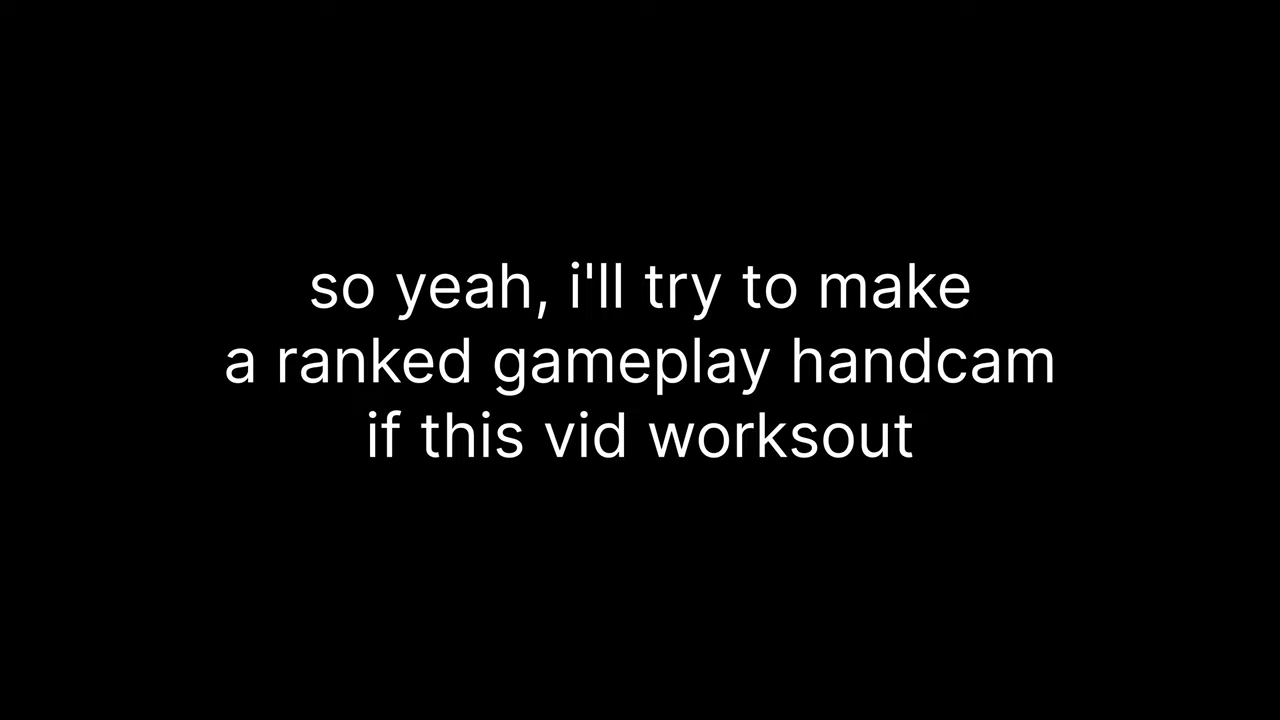 so yeah, i'll try to make
a ranked gameplay handcam
if this vid worksout